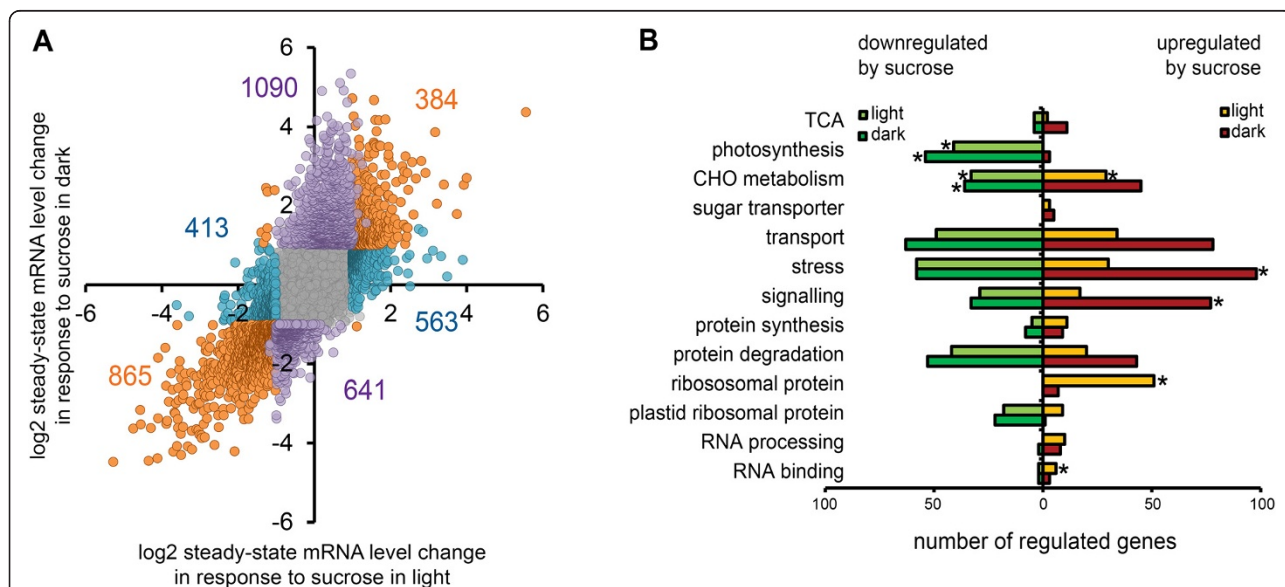 A
6
1090
384
4
2
413
-6
-4
-2
2
4
6
563
865
-2
641
-4
-6
log2 steady-state mRNA level change
in response to sucrose in dark
log2 steady-state mRNA level change
in response to sucrose in light
B
downregulated
by sucrose
upregulated
by sucrose
light
dark
light
dark
TCA
photosynthesis
* *
CHO metabolism
* * *
sugar transporter
transport
stress
*
signalling
*
protein synthesis
protein degradation
ribososomal protein
*
plastid ribosomal protein
RNA processing
RNA binding
*
100
50
0
50
100
number of regulated genes